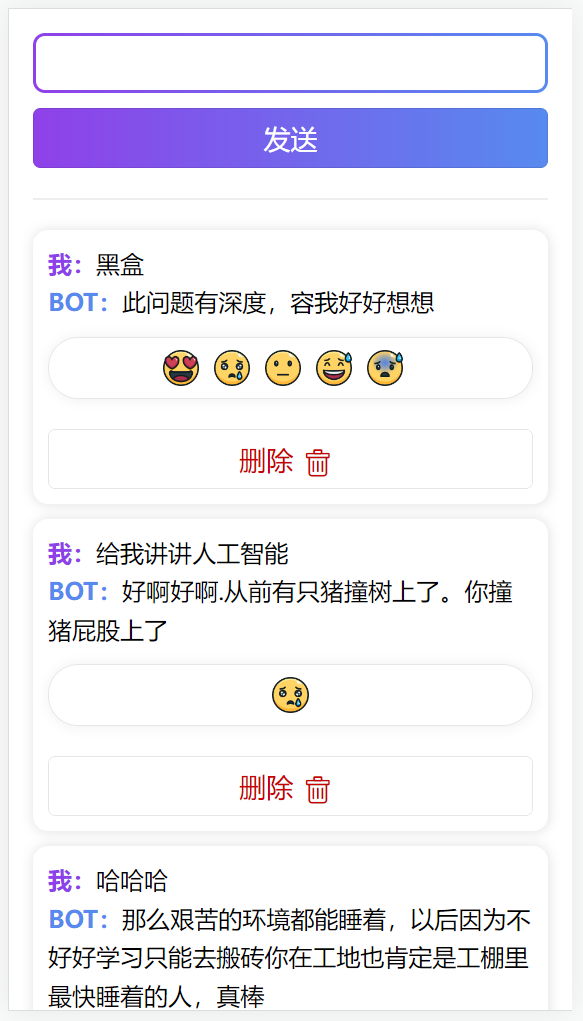 发送
我：黑盒
BOT：此问题有深度，容我好好想想
删除
我：给我讲讲人工智能
BOT：好啊好啊.从前有只猪撞树上了。你撞
猪屁股上了
删除
我：哈哈哈
BOT：那么艰苦的环境都能睡着，以后因为不
好好学习只能去搬砖你在工地也肯定是工棚里
最快睡着的人，真棒